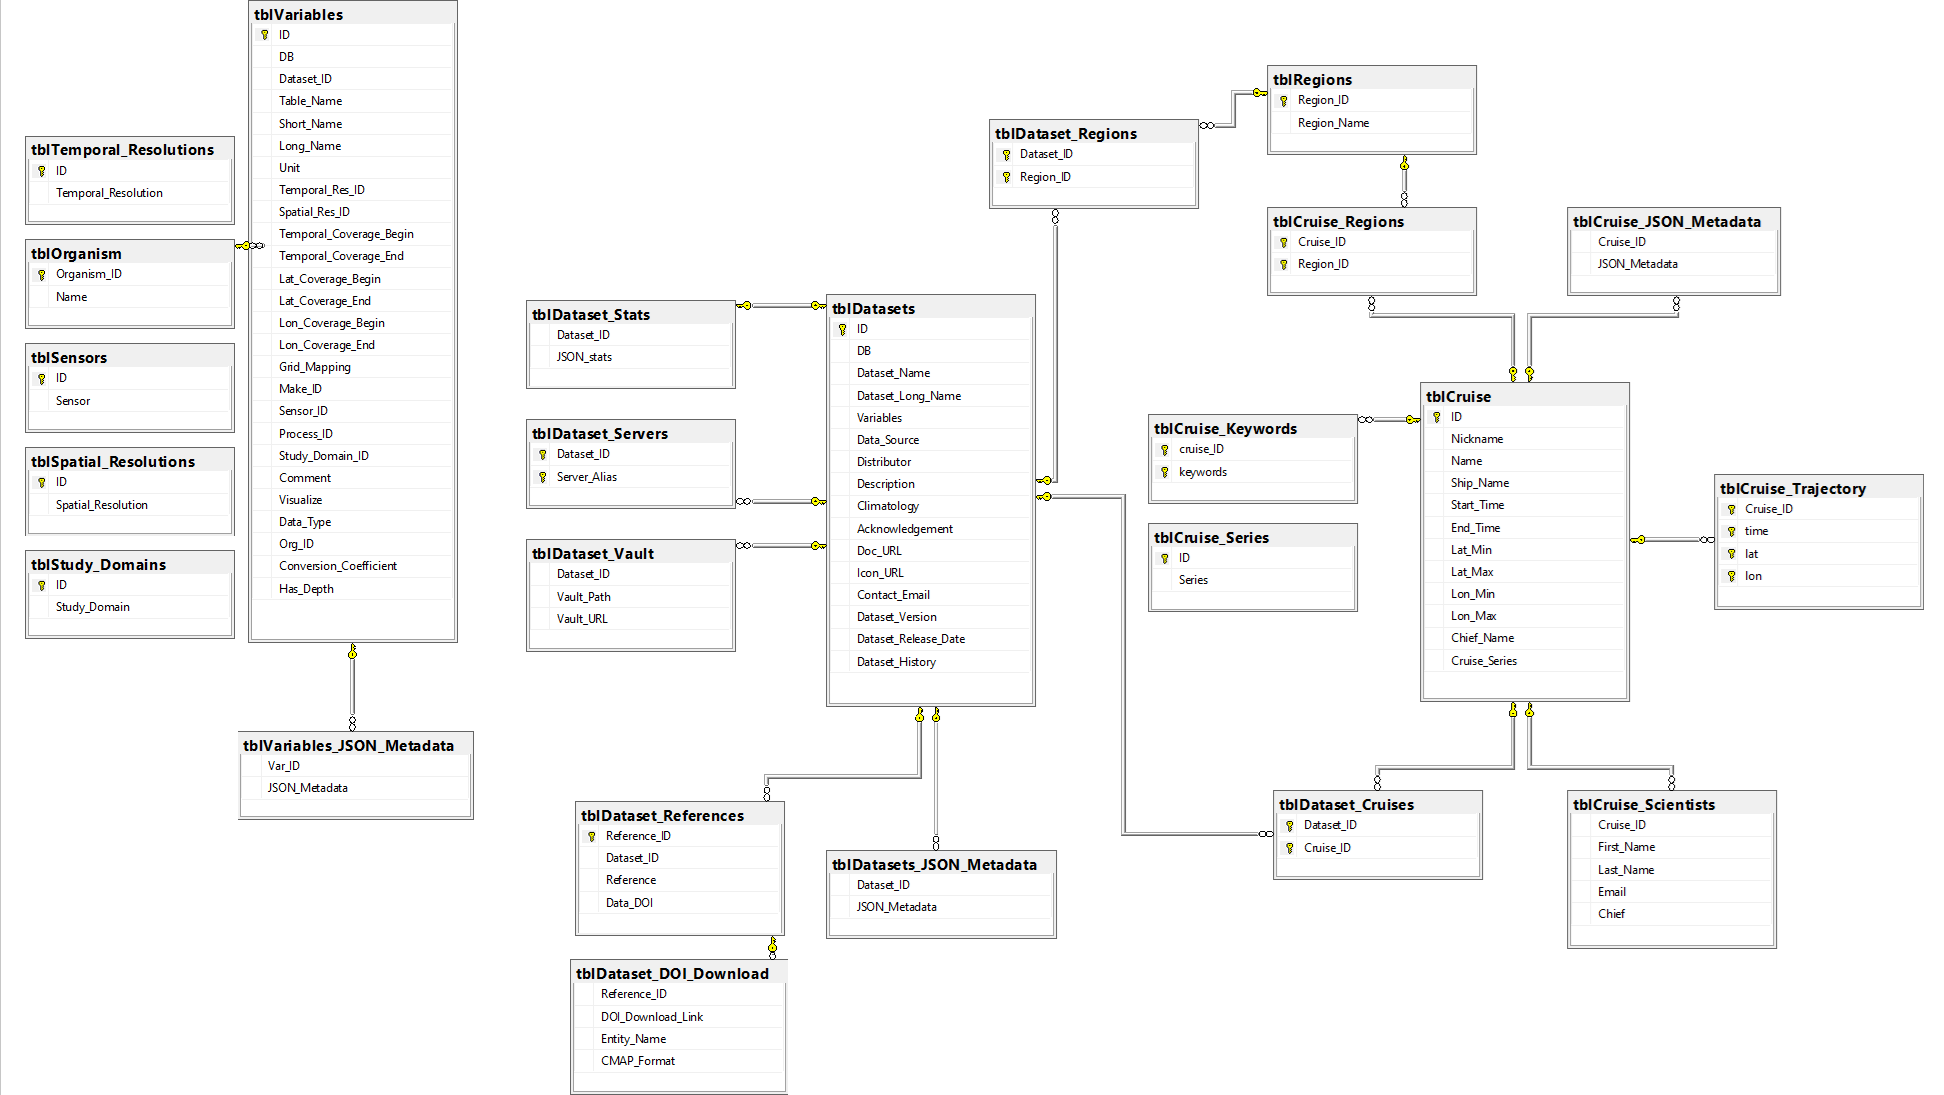 tblVariables
ID
DB
Dataset_ID
Table_Name
Short_Name
Long_Name
Unit
Temporal_Res_ID
Spatial_Res_ID
Temporal_Coverage_Begin
Temporal_Coverage_End
Lat_Coverage_Begin
Lat_Coverage_End
Lon_Coverage_Begin
Lon_Coverage_End
Grid_Mapping
Make_ID
Sensor_ID
Process_ID
Study_Domain_ID
Comment
Visualize
Data_Type
Org_ID
Conversion_Coefficient
Has_Depth
tblTemporal_Resolutions
ID
Temporal_Resolution
tblOrganism
Organism_ID
Name
tblSensors
ID
Sensor
tblSpatial_Resolutions
ID
Spatial_Resolution
tblStudy_Domains
ID
Study_Domain
tblVariables_JSON_Metadata
Var_ID
JSON_Metadata
tblDataset_Stats
Dataset_ID
JSON_stats
tblDataset_Servers
Dataset_ID
Server_Alias
tblDataset_Vault
Dataset_ID
Vault_Path
Vault_URL
tblDatasets
ID
DB
Dataset_Name
Dataset_Long_Name
Variables
Data_Source
Distributor
Description
Climatology
Acknowledgement
Doc_URL
Icon_URL
Contact_Email
Dataset_Version
Dataset_Release_Date
Dataset_History
tblDataset_References
Reference_ID
Dataset_ID
Reference
Data_DOI
tblDataset_DOI_Download
Reference_ID
DOI_Download_Link
Entity_Name
CMAP_Format
tblDatasets_JSON_Metadata
Dataset_ID
JSON_Metadata
tblDataset_Regions
Dataset_ID
Region_ID
tblRegions
Region_ID
Region_Name
tblCruise_Regions
Cruise_ID
Region_ID
tblCruise_JSON_Metadata
Cruise_ID
JSON_Metadata
tblCruise_Keywords
cruise_ID
keywords
tblCruise_Series
ID
Series
tblCruise
ID
Nickname
Name
Ship_Name
Start_Time
End_Time
Lat_Min
Lat_Max
Lon_Min
Lon_Max
Chief_Name
Cruise_Series
tblCruise_Trajectory
Cruise_ID
time
lat
lon
tblDataset_Cruises
Dataset_ID
Cruise_ID
tblCruise_Scientists
Cruise_ID
First_Name
Last_Name
Email
Chief